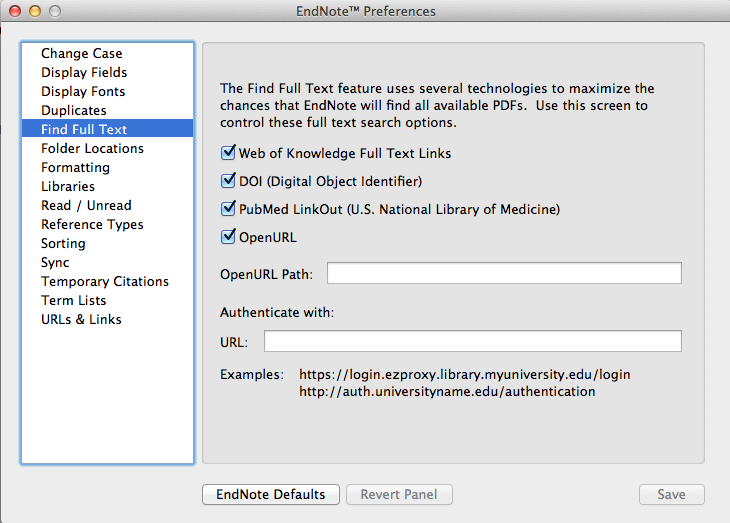 EndNote™ Preferences
Change Case
Display Fields
Display Fonts
Duplicates
Find Full Text
Folder Locations
Formatting
Libraries
Read / Unread
Reference Types
Sorting
Sync
Temporary Citations
Term Lists
URLs & Links
The Find Full Text feature uses several technologies to maximize the
chances that EndNote will find all available PDFs.  Use this screen to
control these full text search options.
Web of Knowledge Full Text Links
DOI (Digital Object Identifier)
PubMed LinkOut (U.S. National Library of Medicine)
OpenURL
OpenURL Path:
Authenticate with:
URL:
Examples: https://login.ezproxy.library.myuniversity.edu/login
http://auth.universityname.edu/authentication
EndNote Defaults Revert Panel Save